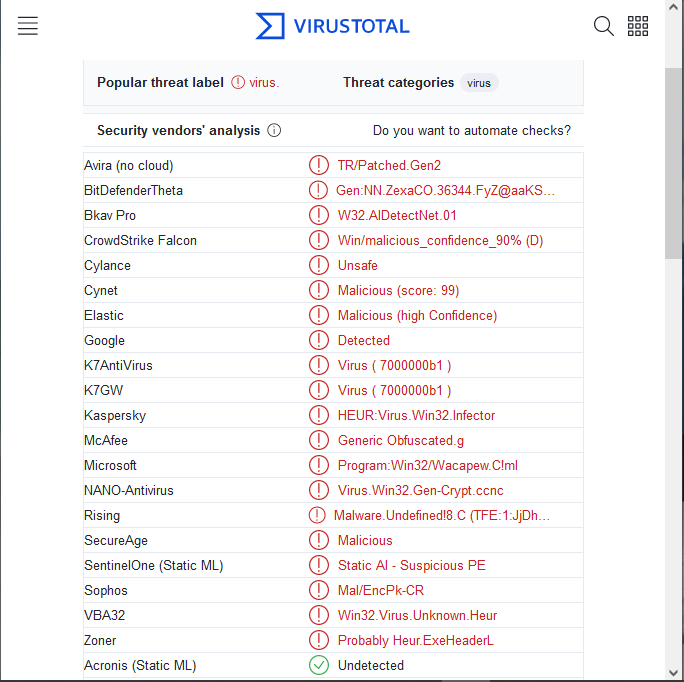 VIRUSTOTAL
Popular threat label virus. Threat categories virus
Security vendors' analysis Do you want to automate checks?
Avira (no cloud) TR/Patched.Gen2
BitDefenderTheta Gen:NN.ZexaCO.36344.FyZ@aaKS...
Bkav Pro W32.AIDetectNet.01
CrowdStrike Falcon Win/malicious_confidence_90% (D)
Cylance Unsafe
Cynet Malicious (score: 99)
Elastic Malicious (high Confidence)
Google Detected
K7AntiVirus Virus ( 7000000b1 )
K7GW Virus ( 7000000b1 )
Kaspersky HEUR:Virus.Win32.Infector
McAfee Generic Obfuscated.g
Microsoft Program:Win32/Wacapew.C!ml
NANO-Antivirus Virus.Win32.Gen-Crypt.ccnc
Rising Malware.Undefined!8.C (TFE:1:JjDh...
SecureAge Malicious
SentinelOne (Static ML) Static AI - Suspicious PE
Sophos Mal/EncPk-CR
VBA32 Win32.Virus.Unknown.Heur
Zoner Probably Heur.ExeHeaderL
Acronis (Static ML) Undetected